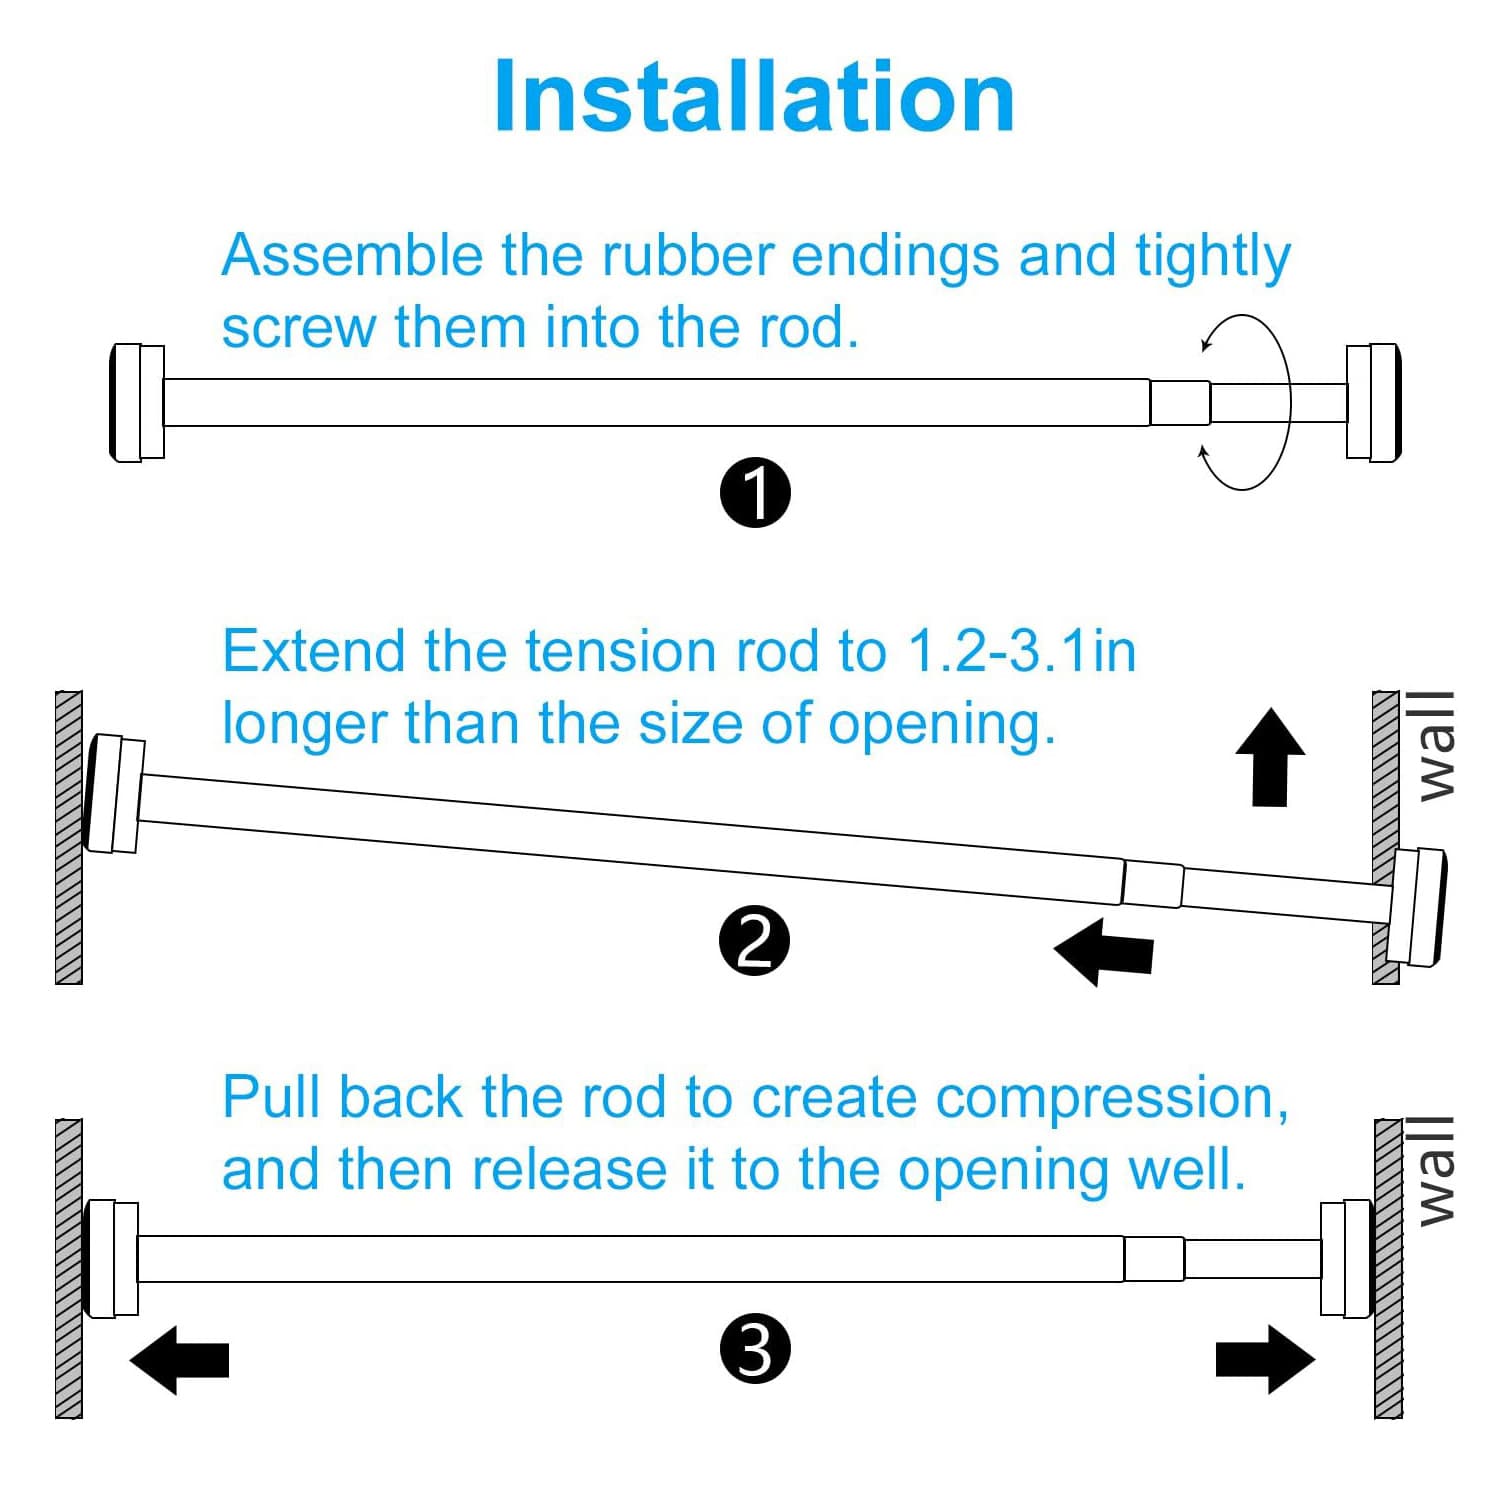 Installation
Assemble the rubber endings and tightly
screw them into the rod.
1
Extend the tension rod to 1.2-3.1in
longer than the size of opening.
wall
2
Pull back the rod to create compression,
and then release it to the opening well.
wall
3